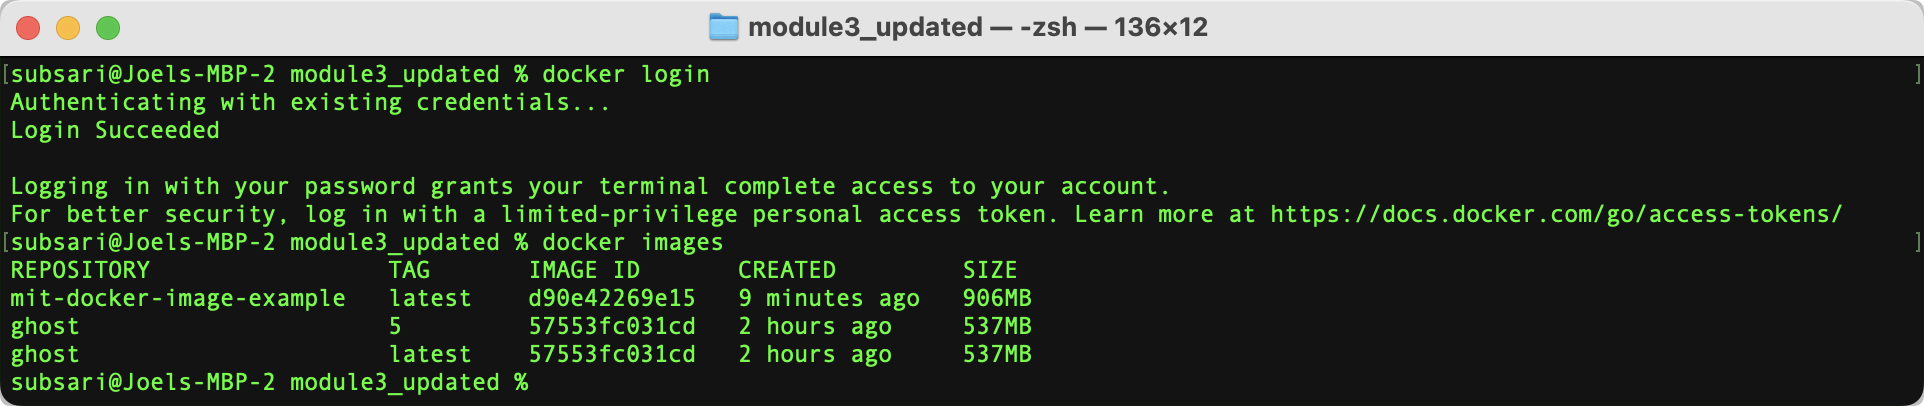 module3_updated — -zsh — 136×12
[subsari@Joels-MBP-2 module3_updated % docker login ]
Authenticating with existing credentials...
Login Succeeded
Logging in with your password grants your terminal complete access to your account.
For better security, log in with a limited-privilege personal access token. Learn more at https://docs.docker.com/go/access-tokens/
[subsari@Joels-MBP-2 module3_updated % docker images ]
REPOSITORY TAG IMAGE ID CREATED SIZE
mit-docker-image-example latest d90e42269e15 9 minutes ago 906MB
ghost 5 57553fc031cd 2 hours ago 537MB
ghost latest 57553fc031cd 2 hours ago 537MB
subsari@Joels-MBP-2 module3_updated %